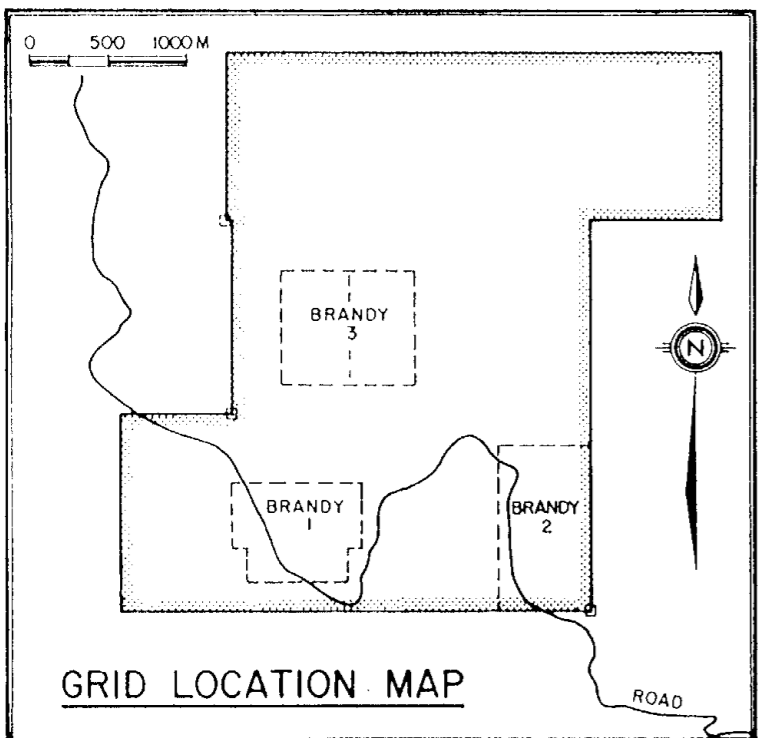 0 500 1000 M
BRANDY
3
N
BRANDY
1
BRANDY
2
GRID LOCATION MAP
ROAD